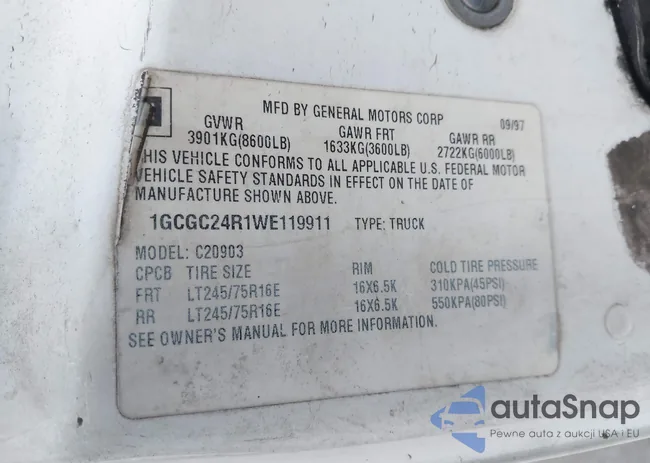 MFD BY GENERAL MOTORS CORP 09/97
GVWR GAWR FRT GAWR RR
3901KG(8600LB) 1633KG(3600LB) 2722KG(6000LB)
THIS VEHICLE CONFORMS TO ALL APPLICABLE U.S. FEDERAL MOTOR
VEHICLE SAFETY STANDARDS IN EFFECT ON THE DATE OF
MANUFACTURE SHOWN ABOVE.
1GCGC24R1WE119911 TYPE: TRUCK
MODEL: C20903
CPCB TIRE SIZE RIM COLD TIRE PRESSURE
FRT LT245/75R16E 16X6.5K 310KPA(45PSI)
RR LT245/75R16E 16X6.5K 550KPA(80PSI)
SEE OWNER'S MANUAL FOR MORE INFORMATION.
autaSnap
Pewne auta z aukcji USA i EU